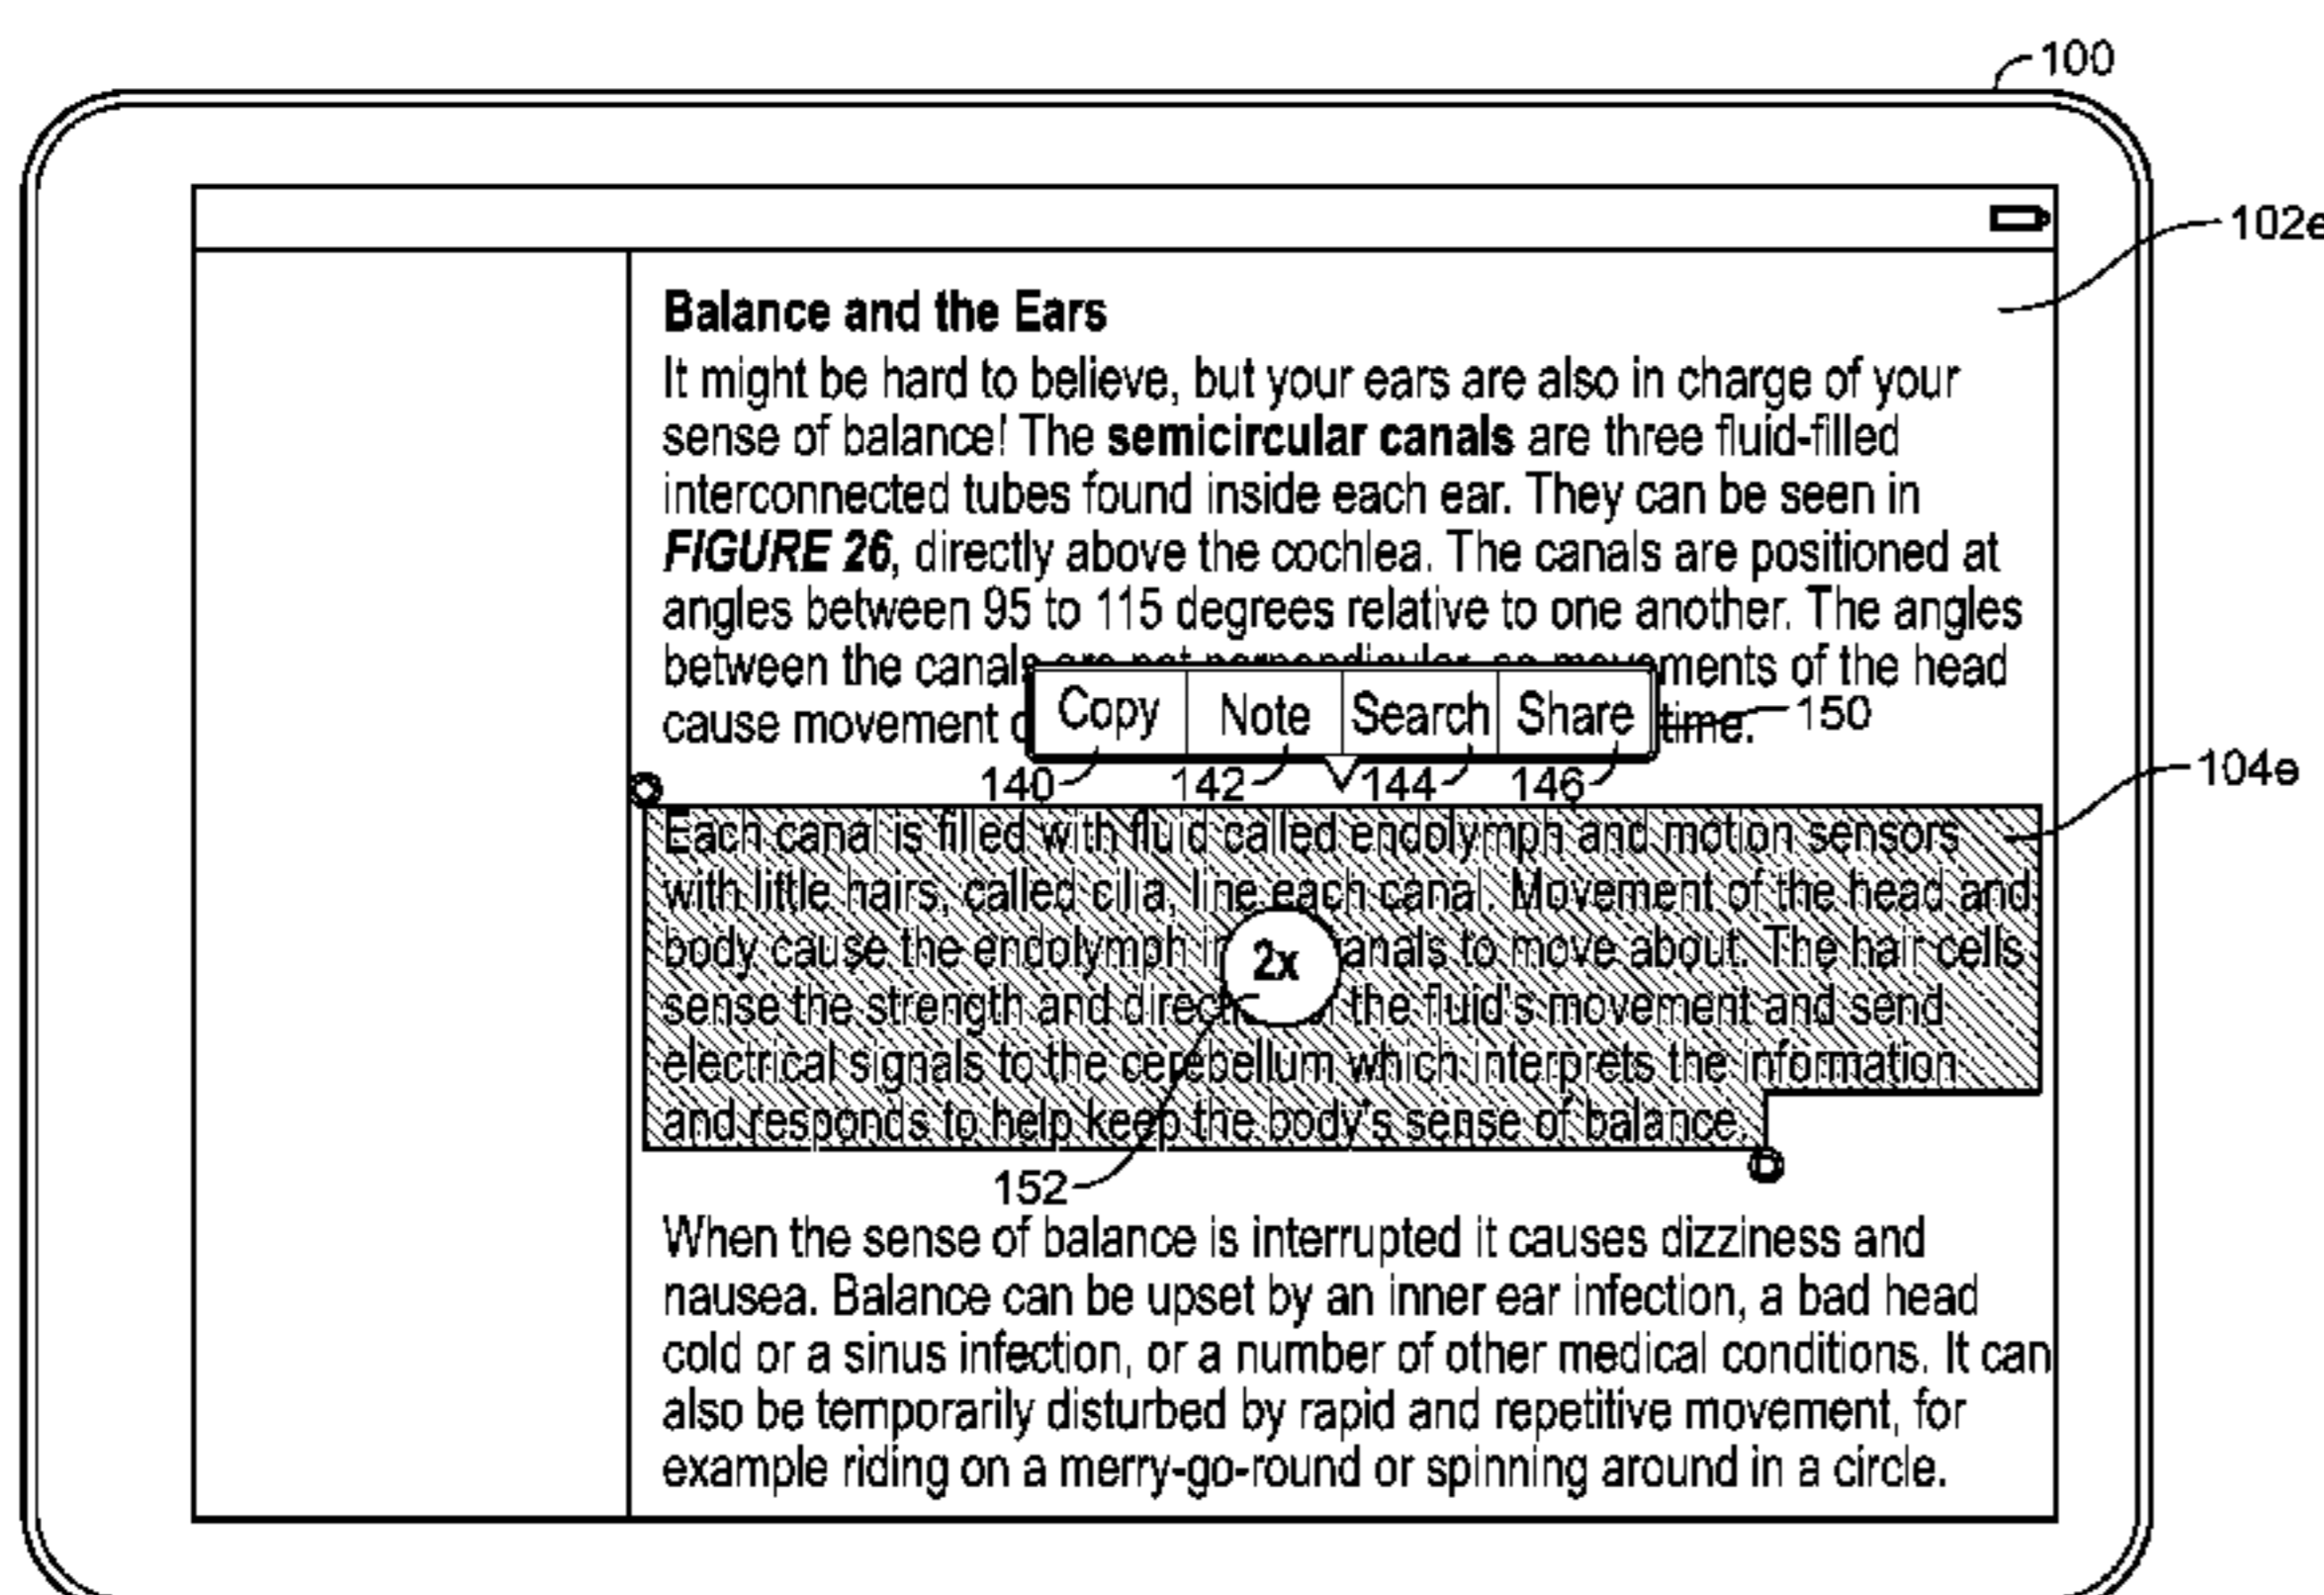 100
102e
Balance and the Ears
It might be hard to believe, but your ears are also in charge of your
sense of balance! The semicircular canals are three fluid-filled
interconnected tubes found inside each ear. They can be seen in
FIGURE 26, directly above the cochlea. The canals are positioned at
angles between 95 to 115 degrees relative to one another. The angles
between the canals movements of the head
Copy Note Search Share
cause movement time. 150
140 142 144 146
104e
Each canal is filled with fluid called endolymph and motion sensors
with little hairs, called cilia, line each canal. Movement of the head and
body cause the endolymph canals to move about. The hair cells
2x
sense the strength and the fluid's movement and send
electrical signals to the cerebellum which interprets the information
and responds to help keep the body's sense of balance.
152
When the sense of balance is interrupted it causes dizziness and
nausea. Balance can be upset by an inner ear infection, a bad head
cold or a sinus infection, or a number of other medical conditions. It can
also be temporarily disturbed by rapid and repetitive movement, for
example riding on a merry-go-round or spinning around in a circle.